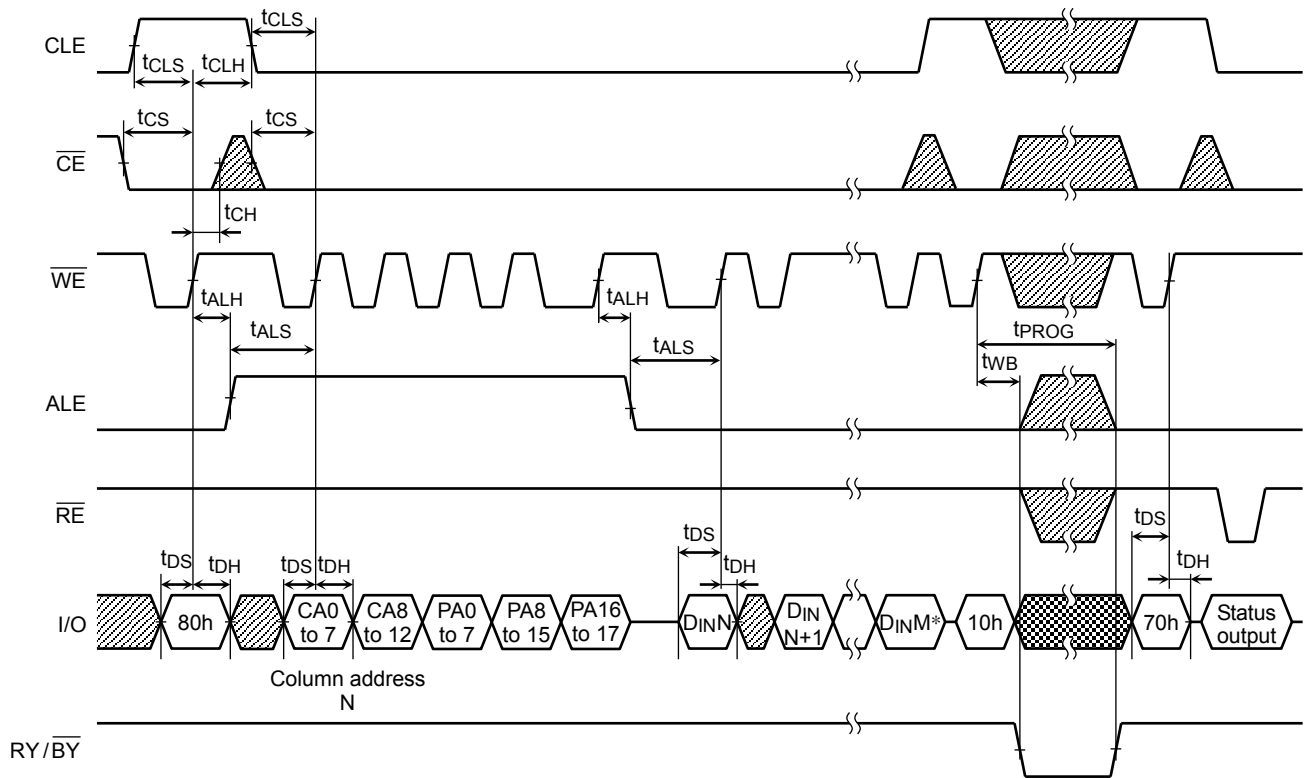 CLE
tCLS
tCLS
tCLH
CE
tCS
tCS
tCH
WE
tALH
tALS
tALH
tALS
tPROG
tWB
ALE
RE
tDS
tDH
tDS
tDH
tDS
tDH
tDS
tDH
I/O
80h
CA0
to 7
CA8
to 12
PA0
to 7
PA8
to 15
PA16
to 17
DINN
DIN
N+1
DINM*
10h
70h
Status
output
Column address
N
RY/BY